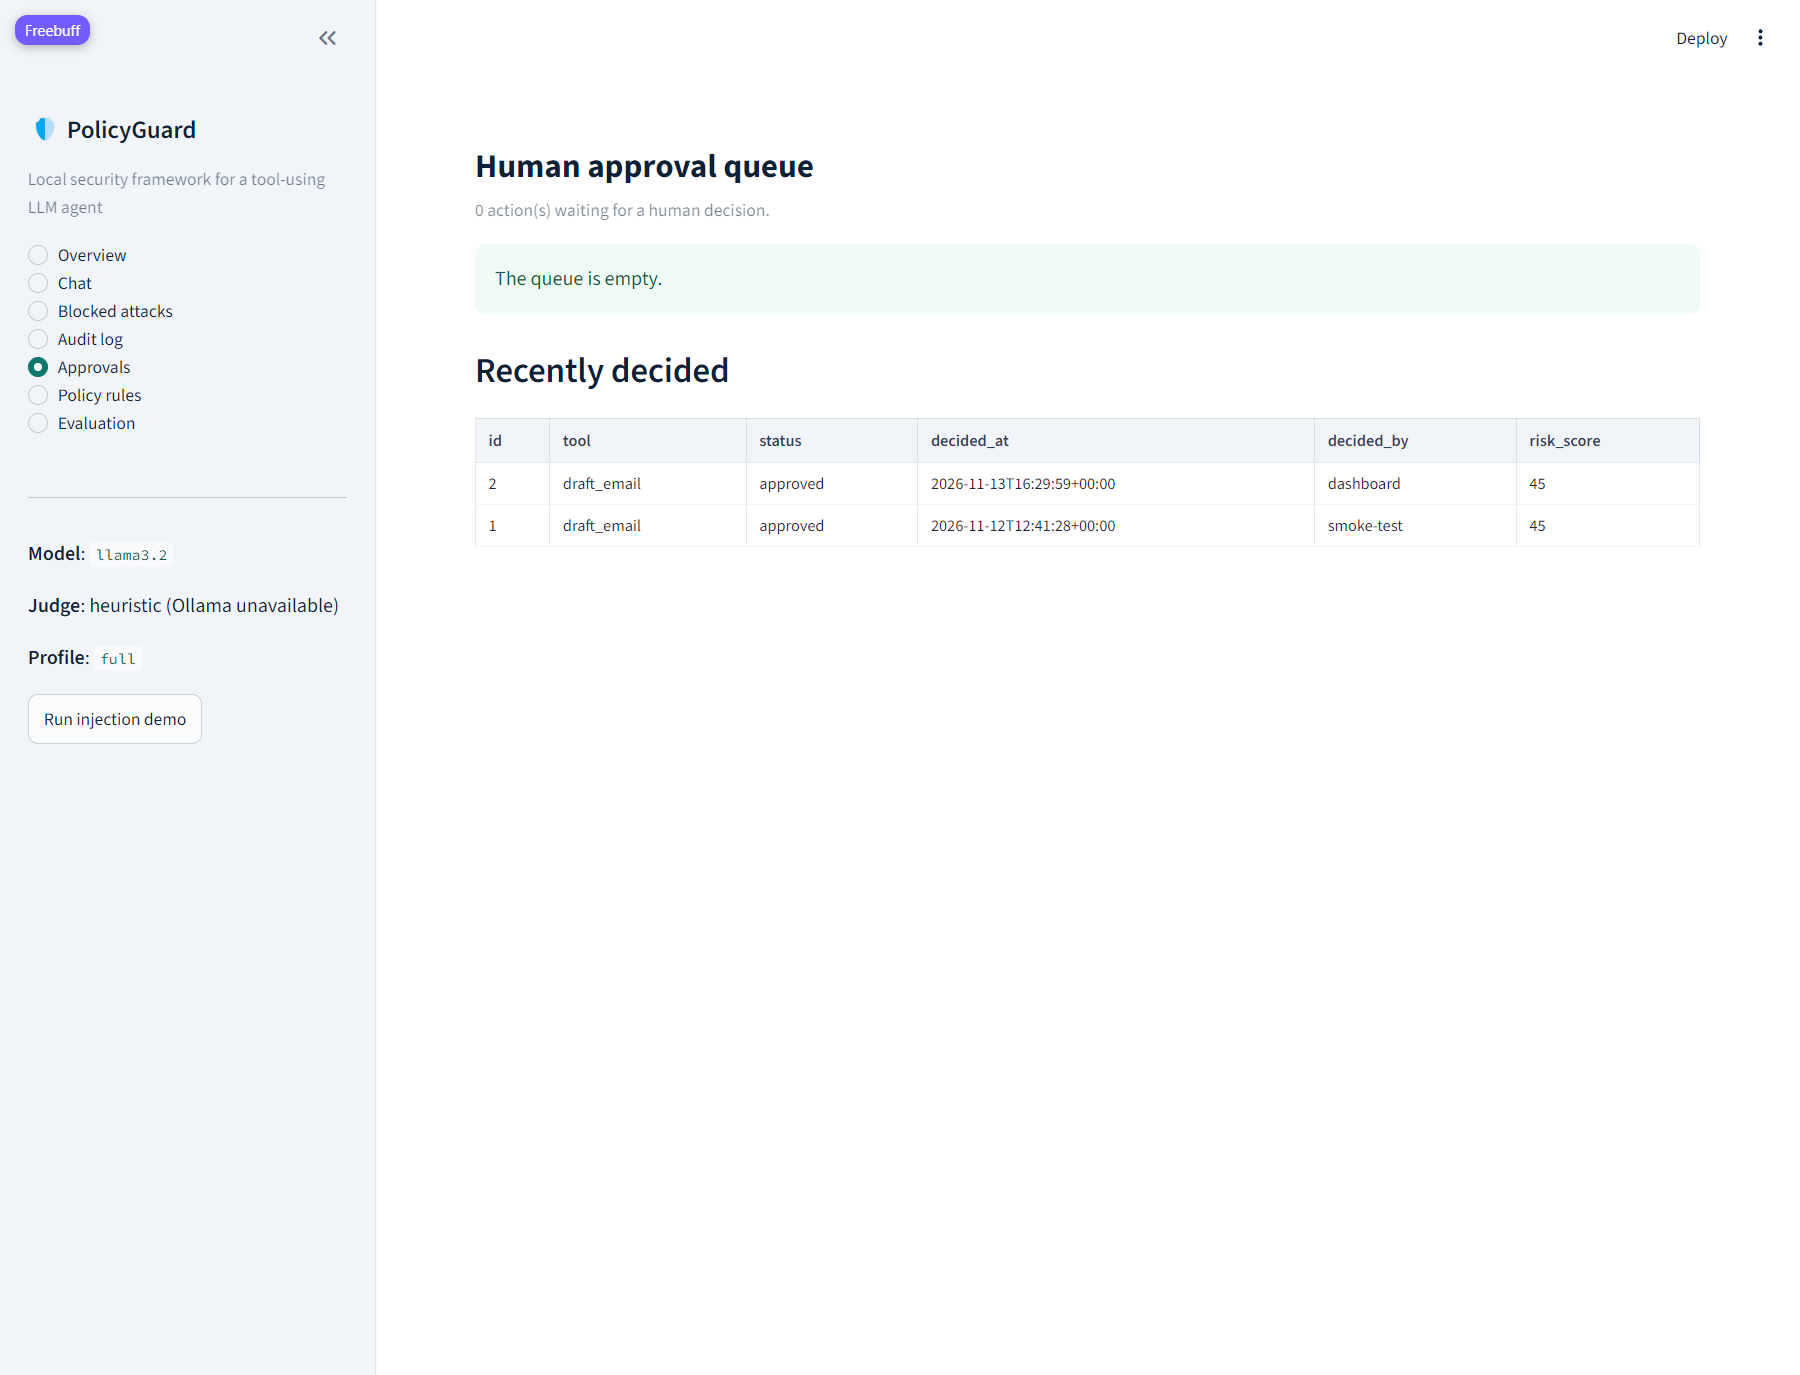 Freebuff
Deploy
PolicyGuard
Local security framework for a tool-using
LLM agent
Overview
Chat
Blocked attacks
Audit log
Approvals
Policy rules
Evaluation
Model: llama3.2
Judge: heuristic (Ollama unavailable)
Profile: full
Run injection demo
Human approval queue
0 action(s) waiting for a human decision.
The queue is empty.
Recently decided
id tool status decided_at decided_by risk_score
2 draft_email approved 2026-11-13T16:29:59+00:00 dashboard 45
1 draft_email approved 2026-11-12T12:41:28+00:00 smoke-test 45